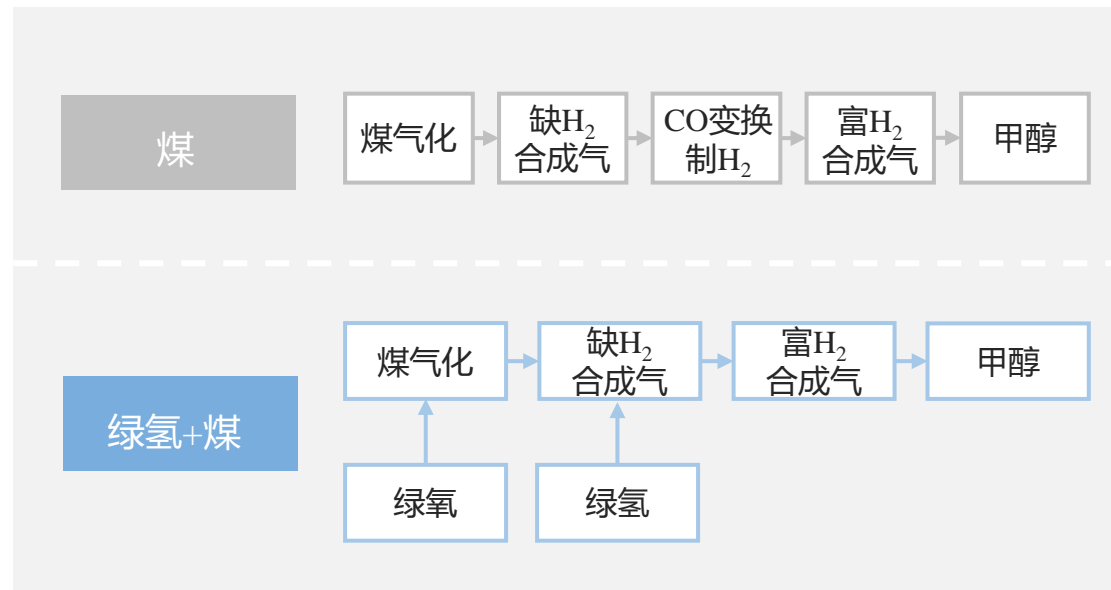 煤
煤气化
缺H₂
合成气
CO变换
制H₂
富H₂
合成气
甲醇
绿氢+煤
煤气化
缺H₂
合成气
富H₂
合成气
甲醇
绿氧
绿氢